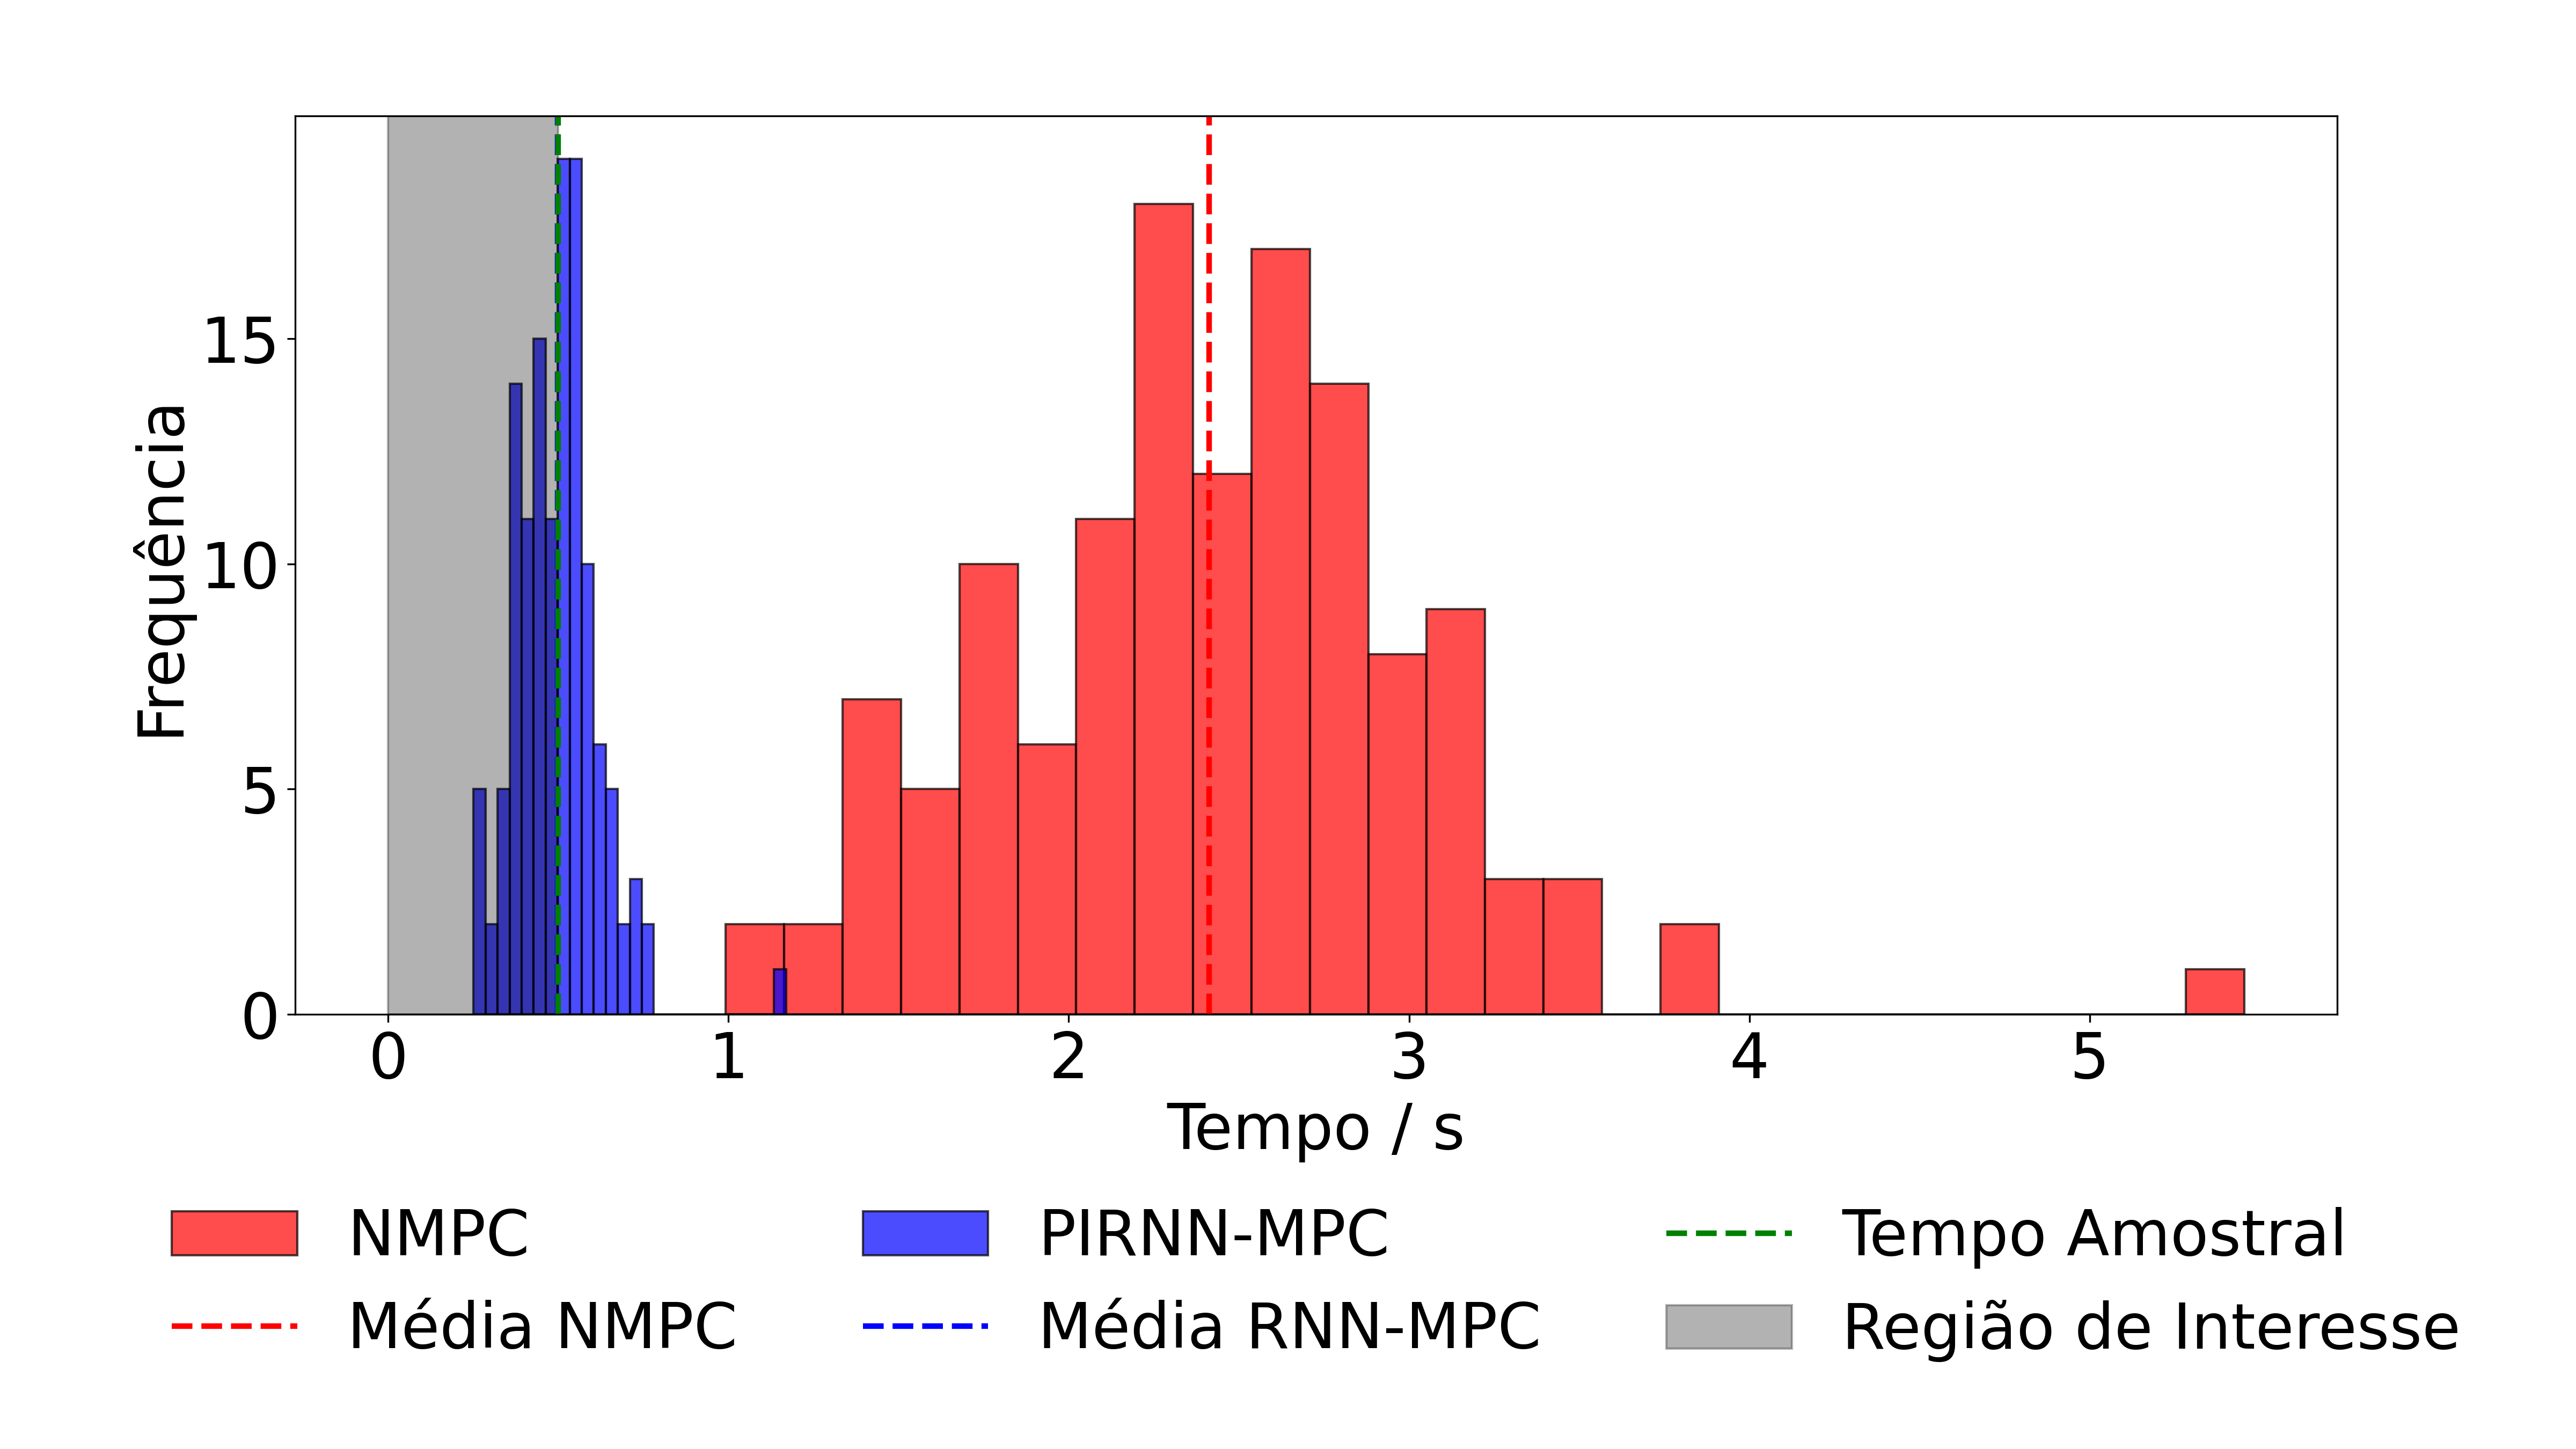 Frequência
15
10
5
0
0 1 2 3 4 5
Tempo / s
NMPC PIRNN-MPC Tempo Amostral
Média NMPC Média RNN-MPC Região de Interesse